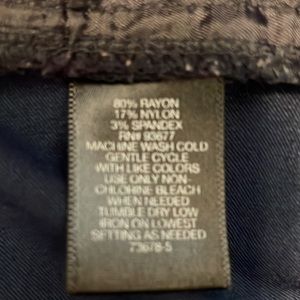 80% RAYON
17% NYLON
3% SPANDEX
RN# 93677
MACHINE WASH COLD
GENTLE CYCLE
WITH LIKE COLORS
USE ONLY NON-
CHLORINE BLEACH
WHEN NEEDED
TUMBLE DRY LOW
IRON ON LOWEST
SETTING AS NEEDED
73678-5